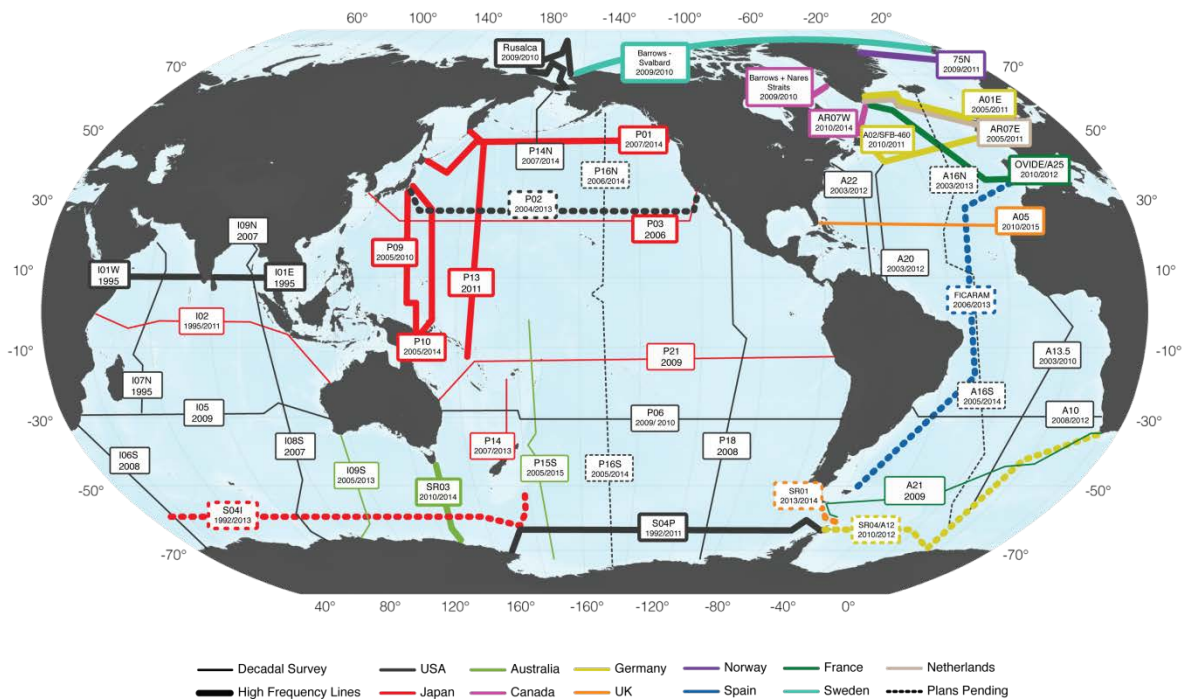 60° 100° 140° 180° -140° -100° -60° -20° 20°
Rusalca
2009/2010
Barrows -
Svalbard
2009/2010
75N
2009/2011
70°
70°
Barrows + Nares
Straits
2009/2010
A01E
2005/2011
AR07W
2010/2014
A02/SFB-460
2010/2011
AR07E
2005/2011
50°
50°
P01
2007/2014
P14N
2007/2014
P16N
2006/2014
A22
2003/2012
A16N
2003/2013
OVIDE/A25
2010/2012
30°
30°
P02
2004/2013
P03
2006
A05
2010/2015
I09N
2007
P09
2005/2010
I01W
1995
I01E
1995
P13
2011
A20
2003/2012
10°
10°
I02
1995/2011
FICARAM
2006/2013
P10
2005/2014
P21
2009
A13.5
2003/2010
-10°
-10°
I07N
1995
A16S
2005/2014
I05
2009
P06
2009/2010
A10
2008/2012
-30°
-30°
I06S
2008
I08S
2007
I09S
2005/2013
P14
2007/2013
P15S
2005/2015
P16S
2005/2014
P18
2008
SR03
2010/2014
SR01
2013/2014
A21
2009
-50°
-50°
S04I
1992/2013
S04P
1992/2011
SR04/A12
2010/2012
-70°
-70°
40° 80° 120° 160° -160° -120° -80° -40° 0°
Decadal Survey USA Australia Germany Norway France Netherlands
High Frequency Lines Japan Canada UK Spain Sweden Plans Pending